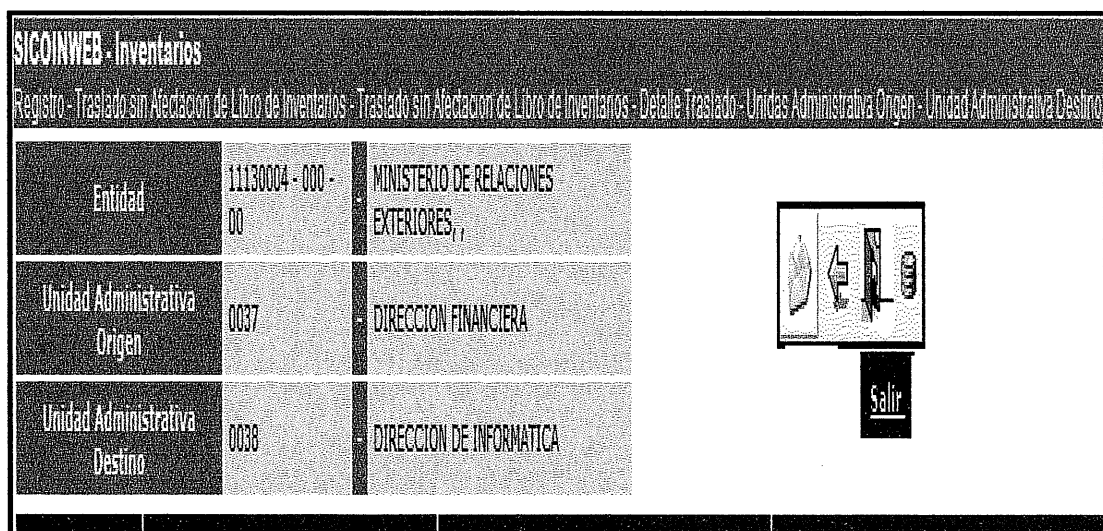 SICOINWEB - Inventarios
Registro - Traslado sin Afectacion de Libro de Inventarios - Traslado sin Afectacion de Libro de Inventarios - Detalle Traslado - Unidas Administrativa Origen - Unidad Administrativa Destino
Entidad
11130004 - 000 -
00
-
MINISTERIO DE RELACIONES
EXTERIORES, ,
Unidad Administrativa
Origen
0037
-
DIRECCION FINANCIERA
Unidad Administrativa
Destino
0038
-
DIRECCION DE INFORMATICA
Salir